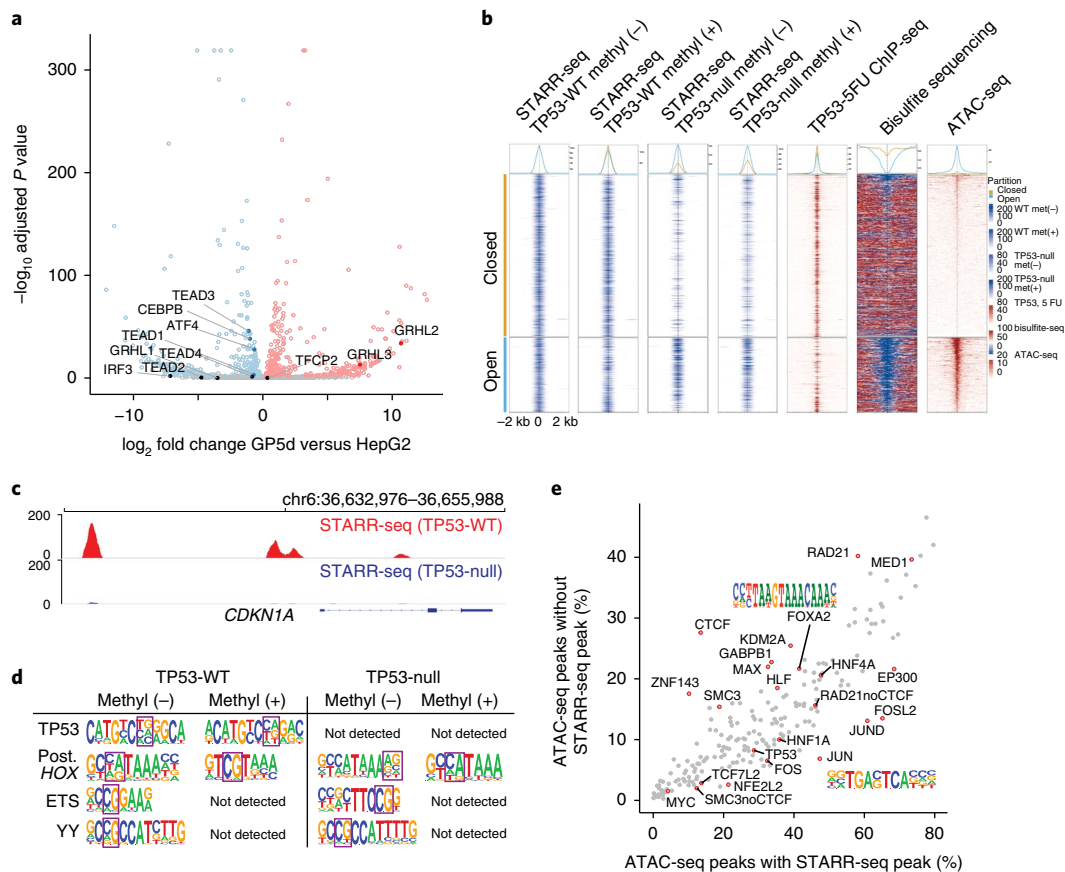 a
300
200
100
0
−log10 adjusted P value
TEAD3
CEBPB
ATF4
TEAD1
GRHL1
TEAD4
TEAD2
IRF3
TFCP2
GRHL3
GRHL2
−10
0
10
log2 fold change GP5d versus HepG2
b
STARR-seq
TP53-WT methyl (−)
STARR-seq
TP53-WT methyl (+)
STARR-seq
TP53-null methyl (−)
STARR-seq
TP53-null methyl (+)
TP53-5FU ChIP-seq
Bisulfite sequencing
ATAC-seq
Closed
Open
−2 kb 0 2 kb
Partition
Closed
Open
200 WT met(−)
100
0
200 WT met(+)
100
0
80 TP53-null
40 met(−)
0
200 TP53-null
100 met(+)
0
80 TP53, 5 FU
40
0
100 bisulfite-seq
50
0
20 ATAC-seq
10
0
c
chr6:36,632,976–36,655,988
200
STARR-seq (TP53-WT)
0
200
STARR-seq (TP53-null)
0
CDKN1A
d
TP53-WT
TP53-null
Methyl (−)
Methyl (+)
Methyl (−)
Methyl (+)
TP53
Not detected
Not detected
Post.
HOX
ETS
Not detected
Not detected
YY
Not detected
Not detected
e
ATAC-seq peaks without
STARR-seq peak (%)
40
30
20
10
0
RAD21
MED1
FOXA2
CTCF
KDM2A
GABPB1
MAX
HNF4A
HLF
EP300
ZNF143
SMC3
RAD21noCTCF
FOSL2
JUND
HNF1A
TP53
JUN
FOS
TCF7L2
NFE2L2
MYC
SMC3noCTCF
0
20
40
60
80
ATAC-seq peaks with STARR-seq peak (%)